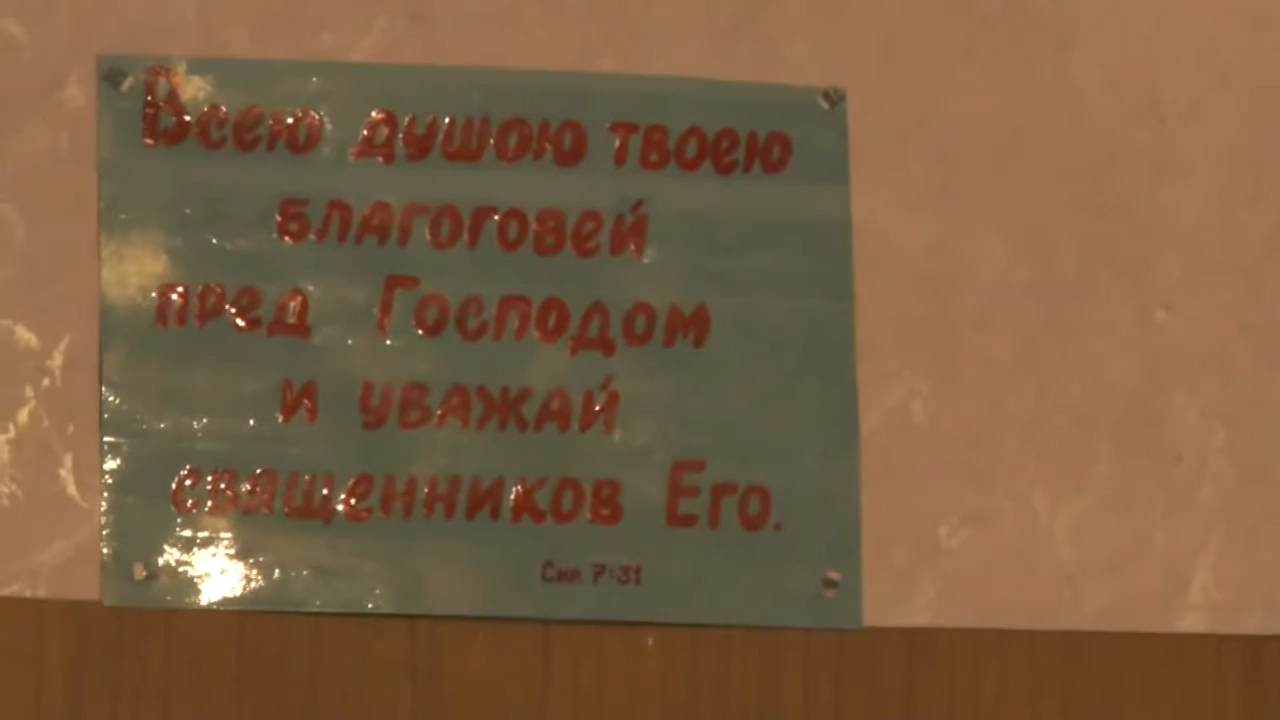 Всею душою твоею
благоговей
пред Господом
и уважай
священников Его.
Сир. 7:31